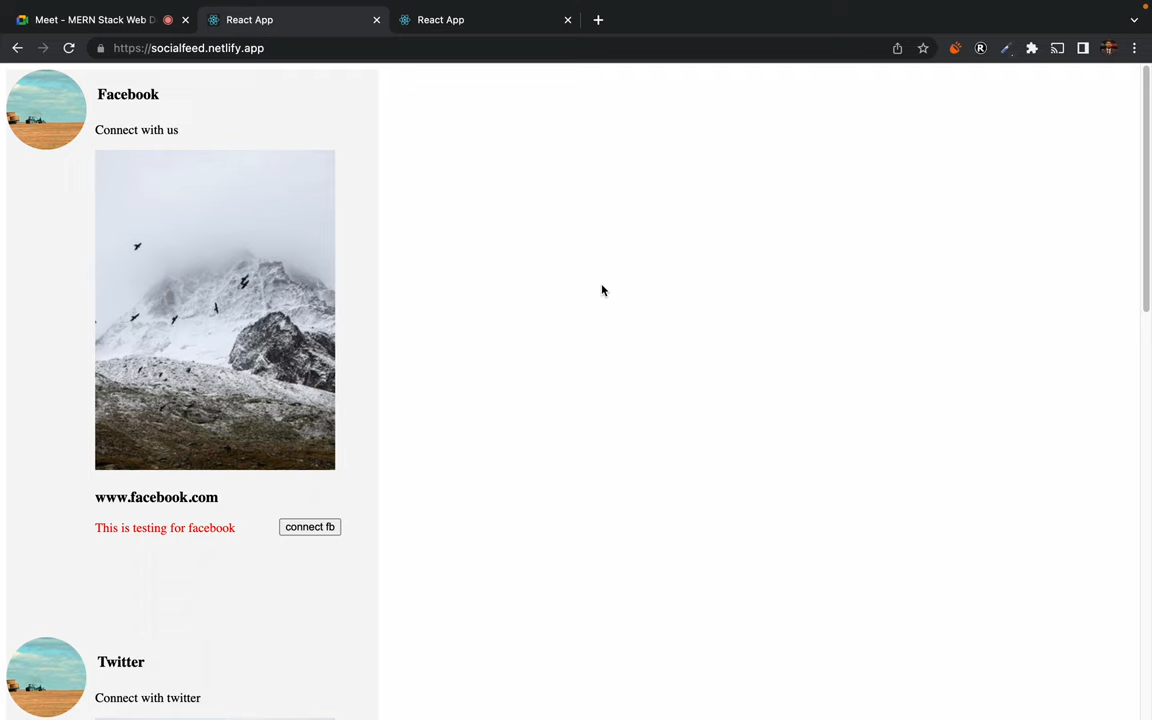 Meet - MERN Stack Web D
React App
React App
https://socialfeed.netlify.app
R
Facebook
Connect with us
www.facebook.com
This is testing for facebook
connect fb
Twitter
Connect with twitter